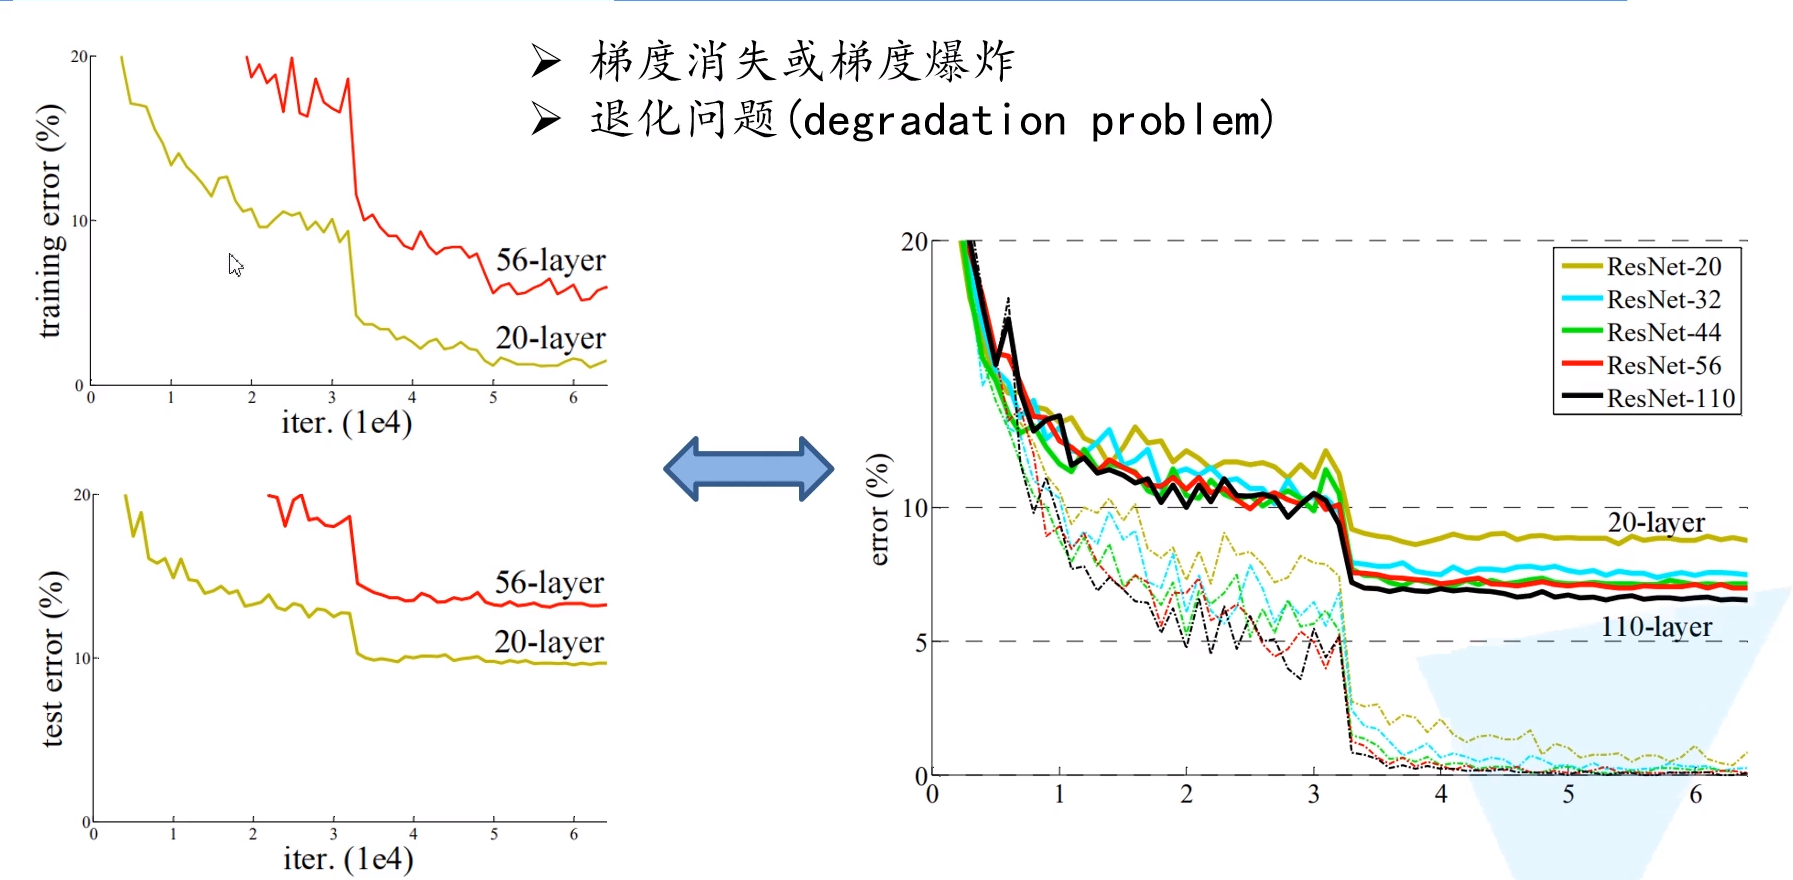 ➢ 梯度消失或梯度爆炸
➢ 退化问题(degradation problem)
20
10
0
training error (%)
56-layer
20-layer
0 1 2 3 4 5 6
iter. (1e4)
20
10
0
test error (%)
56-layer
20-layer
0 1 2 3 4 5 6
iter. (1e4)
20
10
5
0
error (%)
ResNet-20
ResNet-32
ResNet-44
ResNet-56
ResNet-110
20-layer
110-layer
0 1 2 3 4 5 6